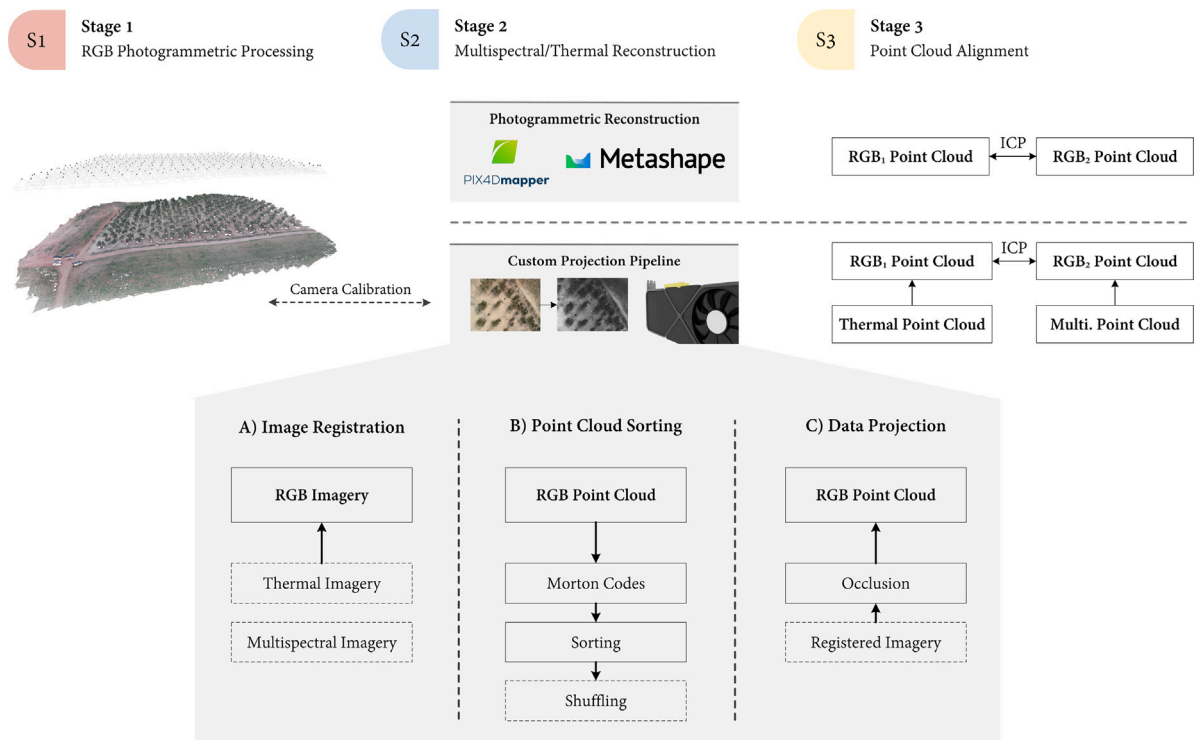 S1
Stage 1
RGB Photogrammetric Processing
S2
Stage 2
Multispectral/Thermal Reconstruction
S3
Stage 3
Point Cloud Alignment
Photogrammetric Reconstruction
PIX4Dmapper
Metashape
RGB₁ Point Cloud
ICP
RGB₂ Point Cloud
Camera Calibration
Custom Projection Pipeline
RGB₁ Point Cloud
ICP
RGB₂ Point Cloud
Thermal Point Cloud
Multi. Point Cloud
A) Image Registration
RGB Imagery
Thermal Imagery
Multispectral Imagery
B) Point Cloud Sorting
RGB Point Cloud
Morton Codes
Sorting
Shuffling
C) Data Projection
RGB Point Cloud
Occlusion
Registered Imagery